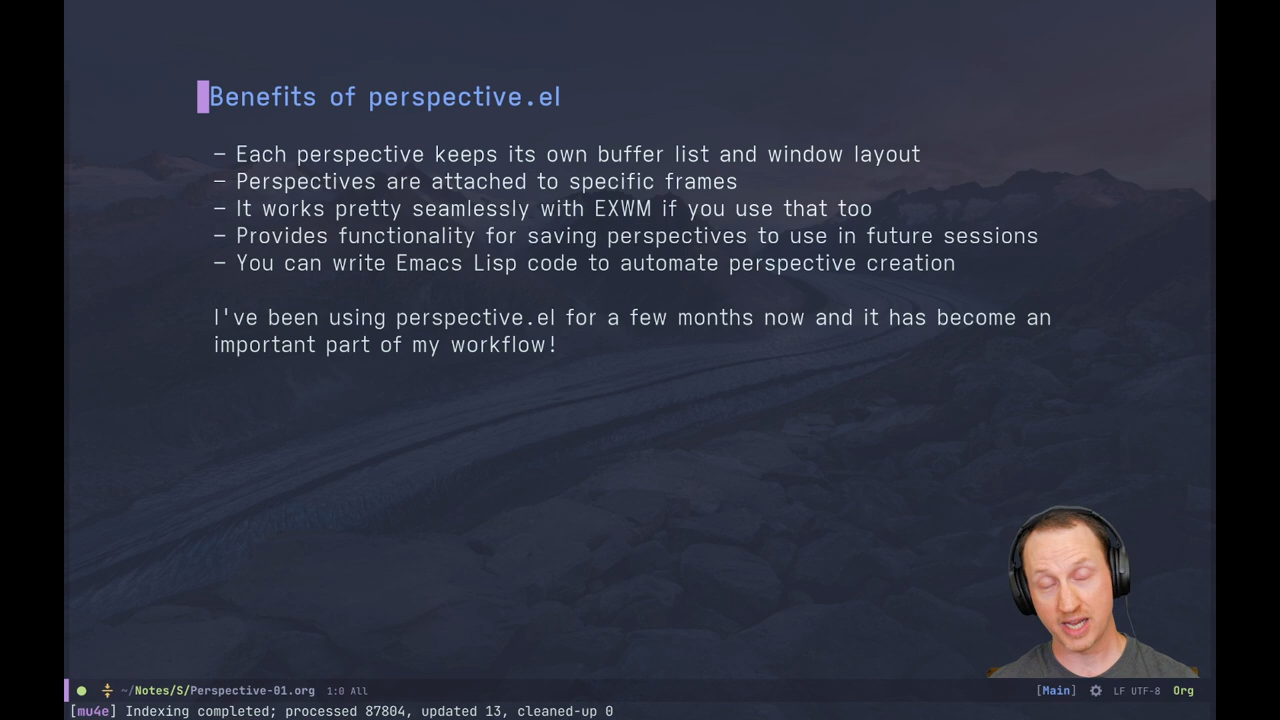 Benefits of perspective.el
– Each perspective keeps its own buffer list and window layout
– Perspectives are attached to specific frames
– It works pretty seamlessly with EXWM if you use that too
– Provides functionality for saving perspectives to use in future sessions
– You can write Emacs Lisp code to automate perspective creation
I've been using perspective.el for a few months now and it has become an
important part of my workflow!
~/Notes/S/Perspective-01.org 1:0 All [Main] LF UTF-8 Org
[mu4e] Indexing completed; processed 87804, updated 13, cleaned-up 0